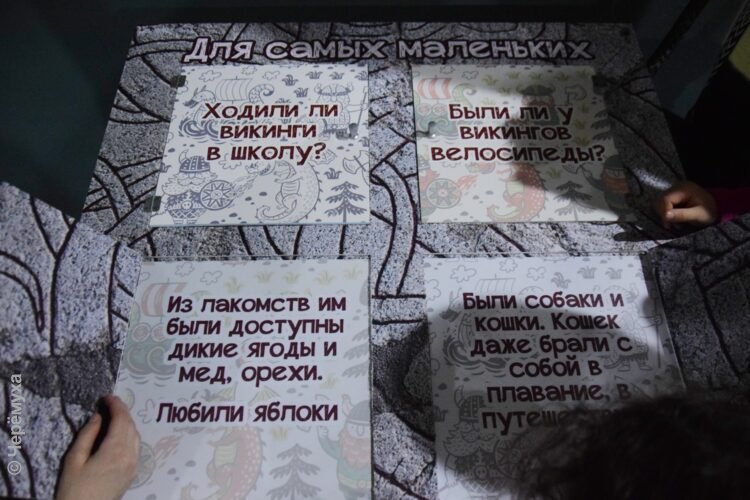 Для самых маленьких
Ходили ли
викинги
в школу?
Были ли у
викингов
велосипеды?
Из лакомств им
были доступны
дикие ягоды и
мед, орехи.
Любили яблоки
Были собаки и
кошки. Кошек
даже брали с
собой в
плавание, в
© Черёмуха